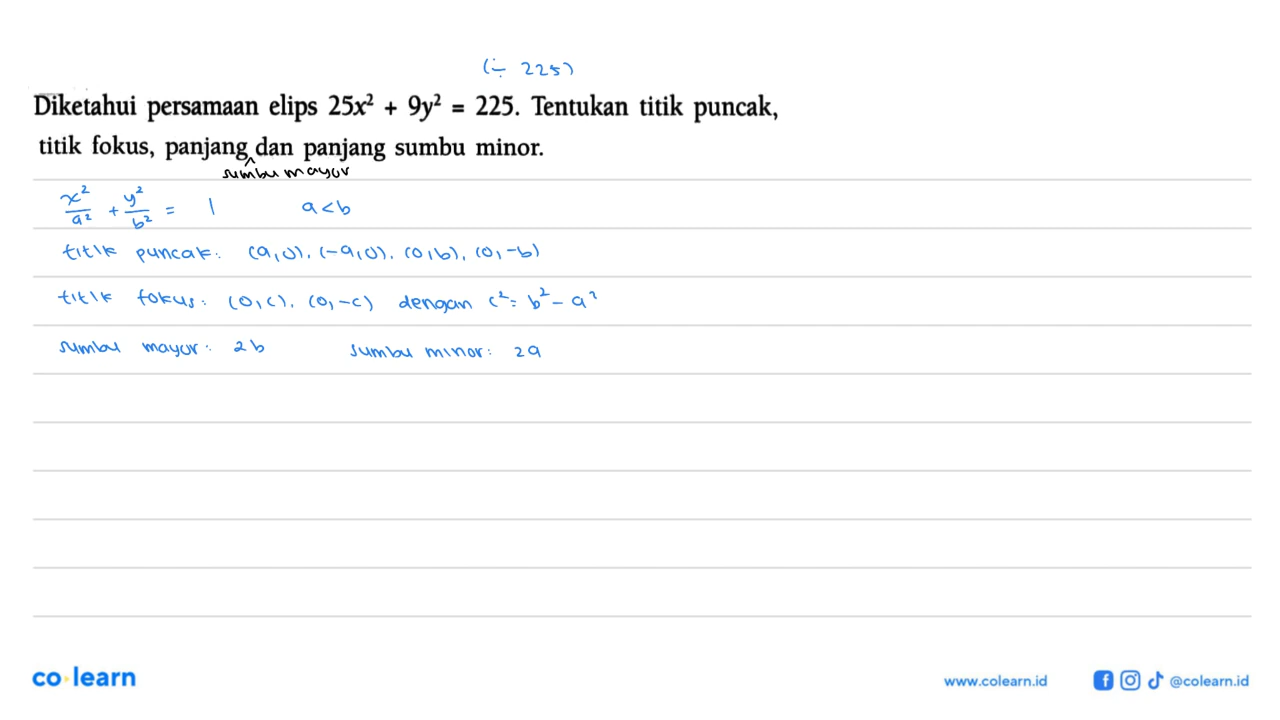 (÷ 225)
Diketahui persamaan elips 25x² + 9y² = 225. Tentukan titik puncak,
titik fokus, panjang dan panjang sumbu minor.
^ sumbu mayor
x²/a² + y²/b² = 1 a<b
titik puncak: (a,0), (-a,0), (0,b), (0,-b)
titik fokus: (0,c), (0,-c) dengan c² = b² - a²
sumbu mayor: 2b sumbu minor: 2a
co·learn www.colearn.id @colearn.id